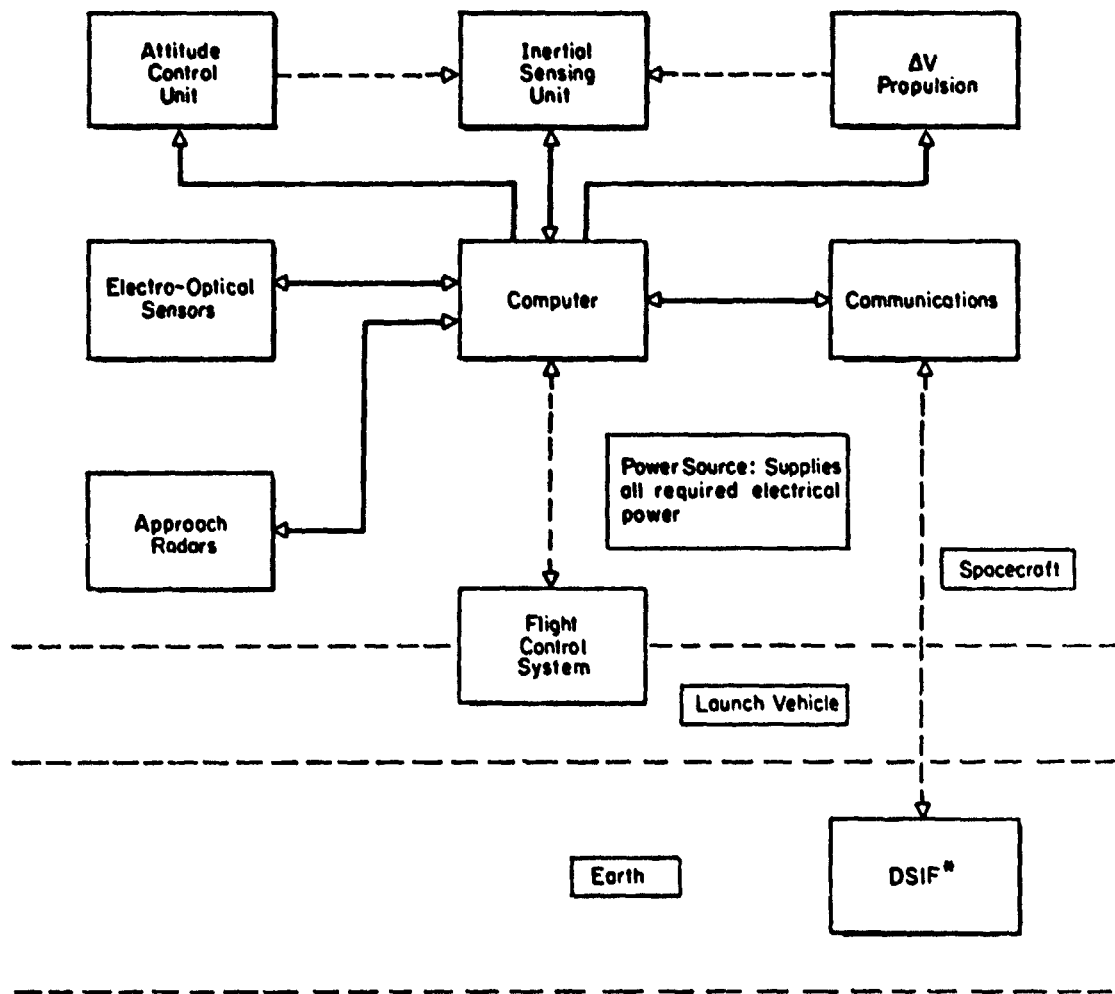 Attitude
Control
Unit
Inertial
Sensing
Unit
ΔV
Propulsion
Electro-Optical
Sensors
Computer
Communications
Power Source: Supplies
all required electrical
power
Approach
Radars
Spacecraft
Flight
Control
System
Launch Vehicle
Earth
DSIF*